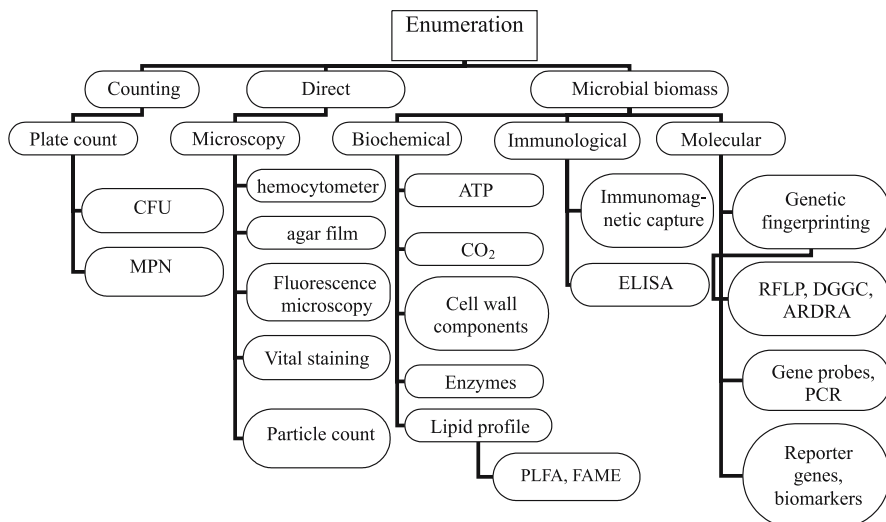 Enumeration
Counting
Direct
Microbial biomass
Plate count
Microscopy
Biochemical
Immunological
Molecular
CFU
MPN
hemocytometer
agar film
Fluorescence
microscopy
Vital staining
Particle count
ATP
CO₂
Cell wall
components
Enzymes
Lipid profile
PLFA, FAME
Immunomag-
netic capture
ELISA
Genetic
fingerprinting
RFLP, DGGC,
ARDRA
Gene probes,
PCR
Reporter
genes,
biomarkers